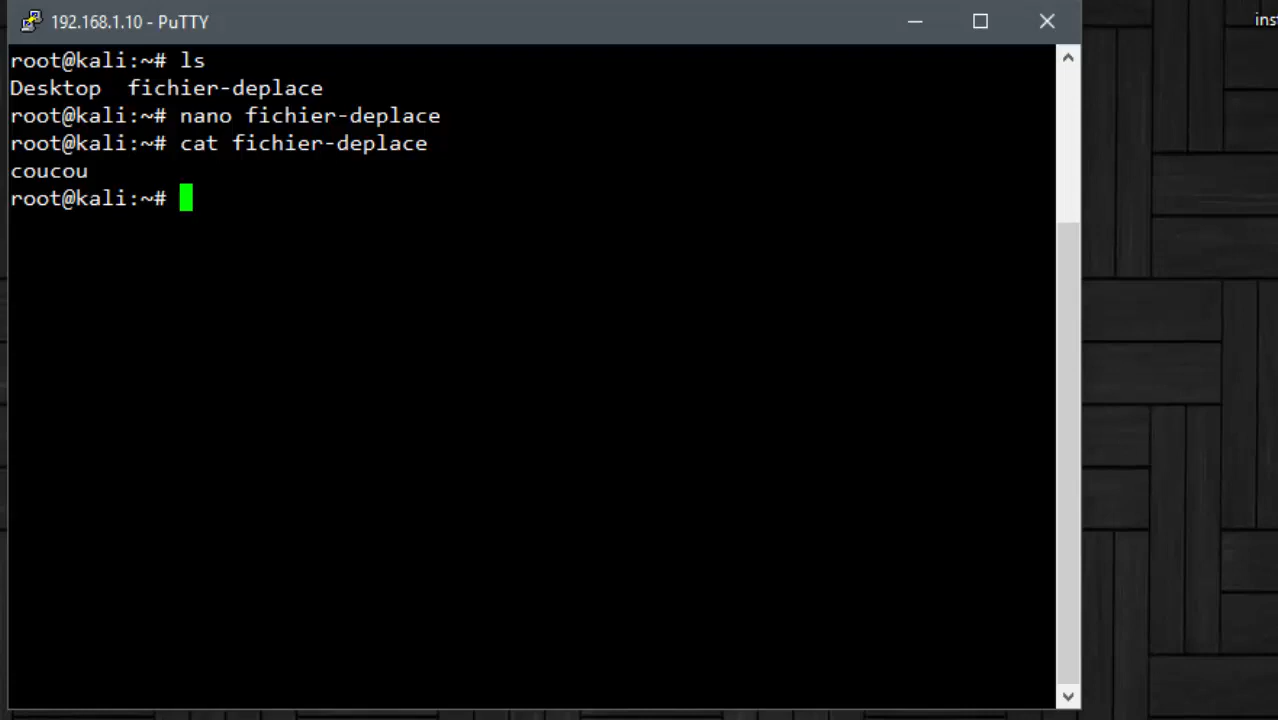 192.168.1.10 - PuTTY
root@kali:~# ls
Desktop  fichier-deplace
root@kali:~# nano fichier-deplace
root@kali:~# cat fichier-deplace
coucou
root@kali:~#